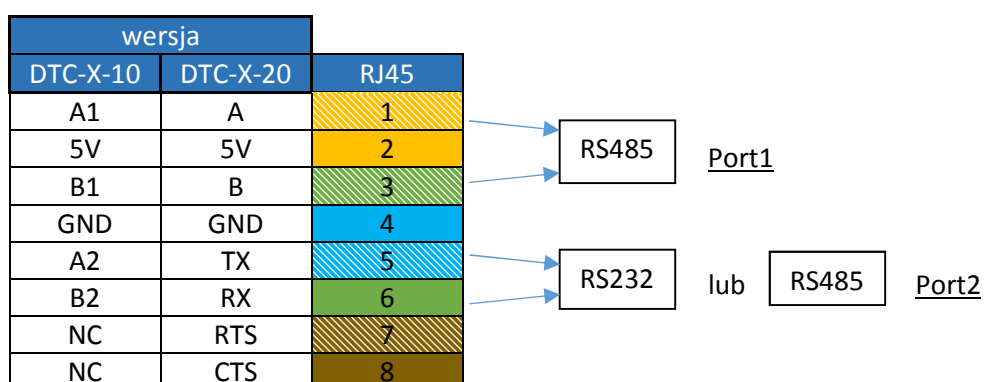 wersja
DTC-X-10 DTC-X-20 RJ45
A1 A 1
5V 5V 2
B1 B 3
GND GND 4
A2 TX 5
B2 RX 6
NC RTS 7
NC CTS 8
RS485 Port1
RS232 lub RS485 Port2